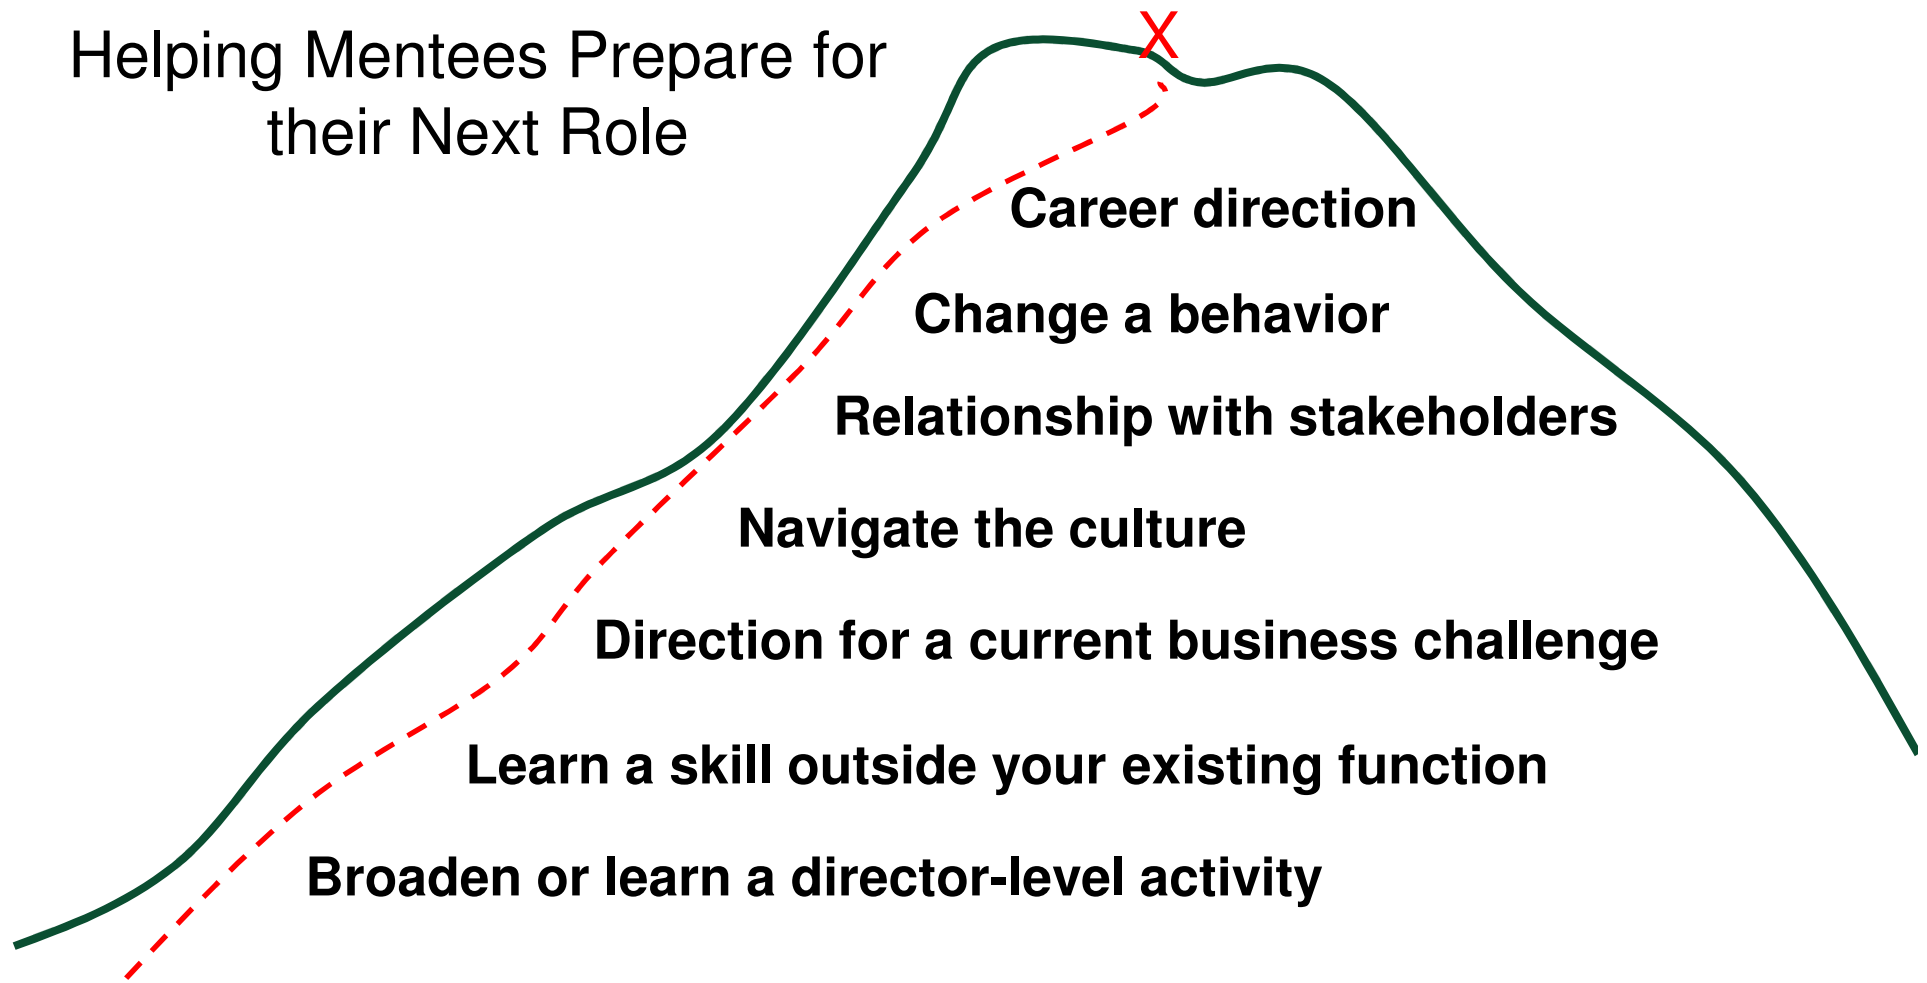 Helping Mentees Prepare for
their Next Role
X
Career direction
Change a behavior
Relationship with stakeholders
Navigate the culture
Direction for a current business challenge
Learn a skill outside your existing function
Broaden or learn a director-level activity